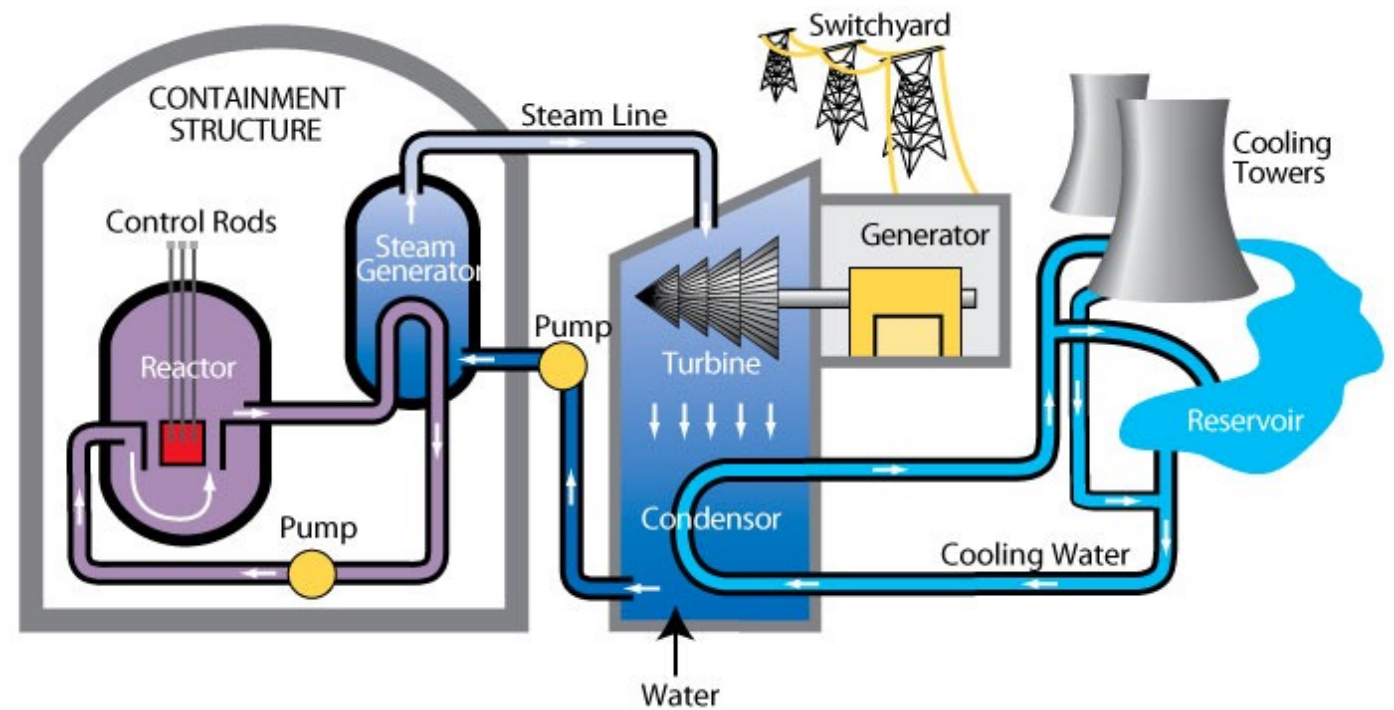 Switchyard
CONTAINMENT
STRUCTURE
Steam Line
Cooling
Towers
Control Rods
Steam
Generator
Generator
Pump
Reactor
Turbine
Reservoir
Condensor
Pump
Cooling Water
Water